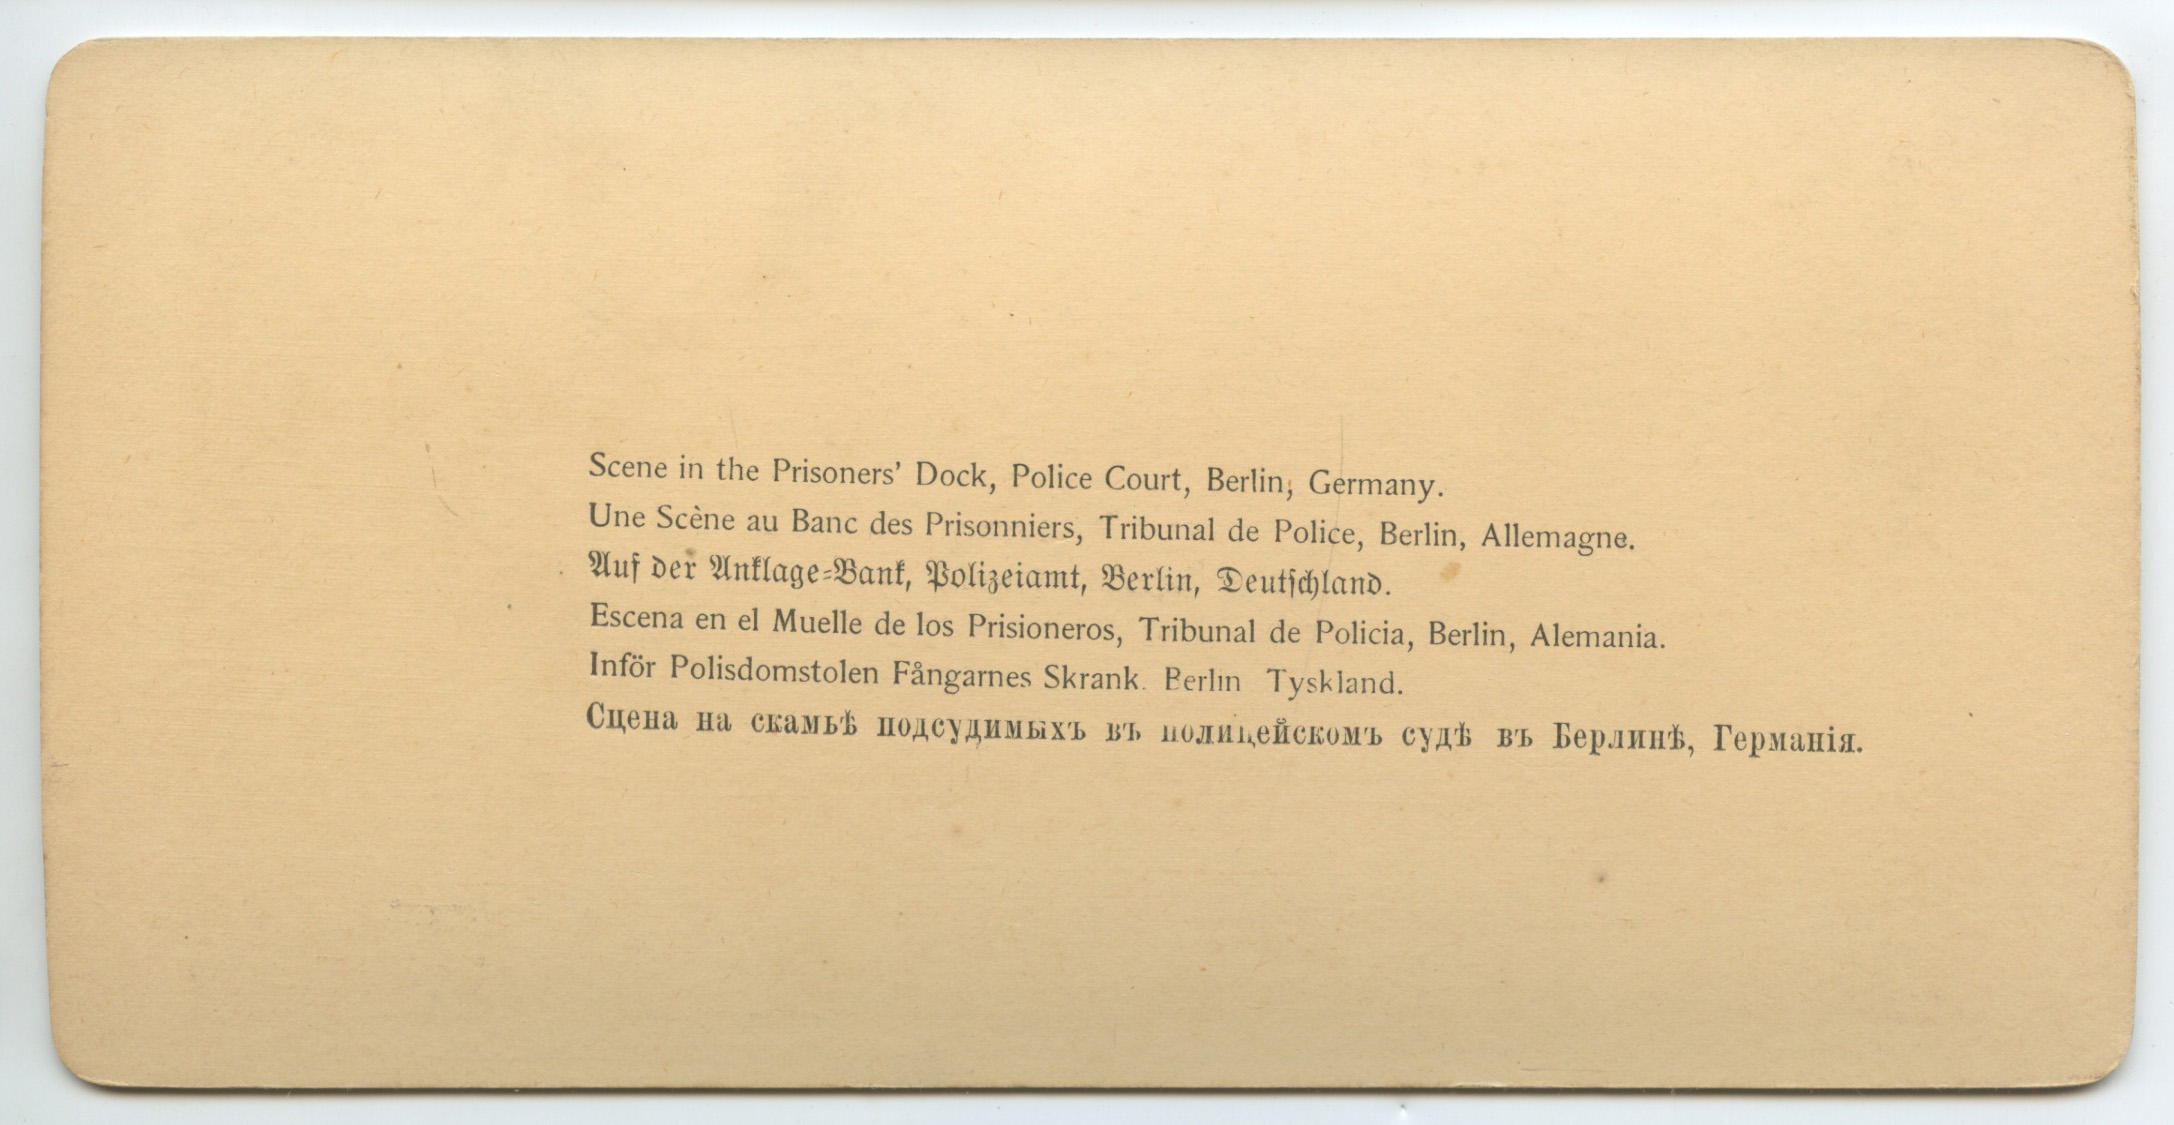 Scene in the Prisoners' Dock, Police Court, Berlin, Germany.
Une Scène au Banc des Prisonniers, Tribunal de Police, Berlin, Allemagne.
Auf der Anklage-Bank, Polizeiamt, Berlin, Deutschland.
Escena en el Muelle de los Prisioneros, Tribunal de Policia, Berlin, Alemania.
Inför Polisdomstolen Fångarnes Skrank. Berlin Tyskland.
Сцена на скамьѣ подсудимыхъ въ полицейскомъ судѣ въ Берлинѣ, Германія.